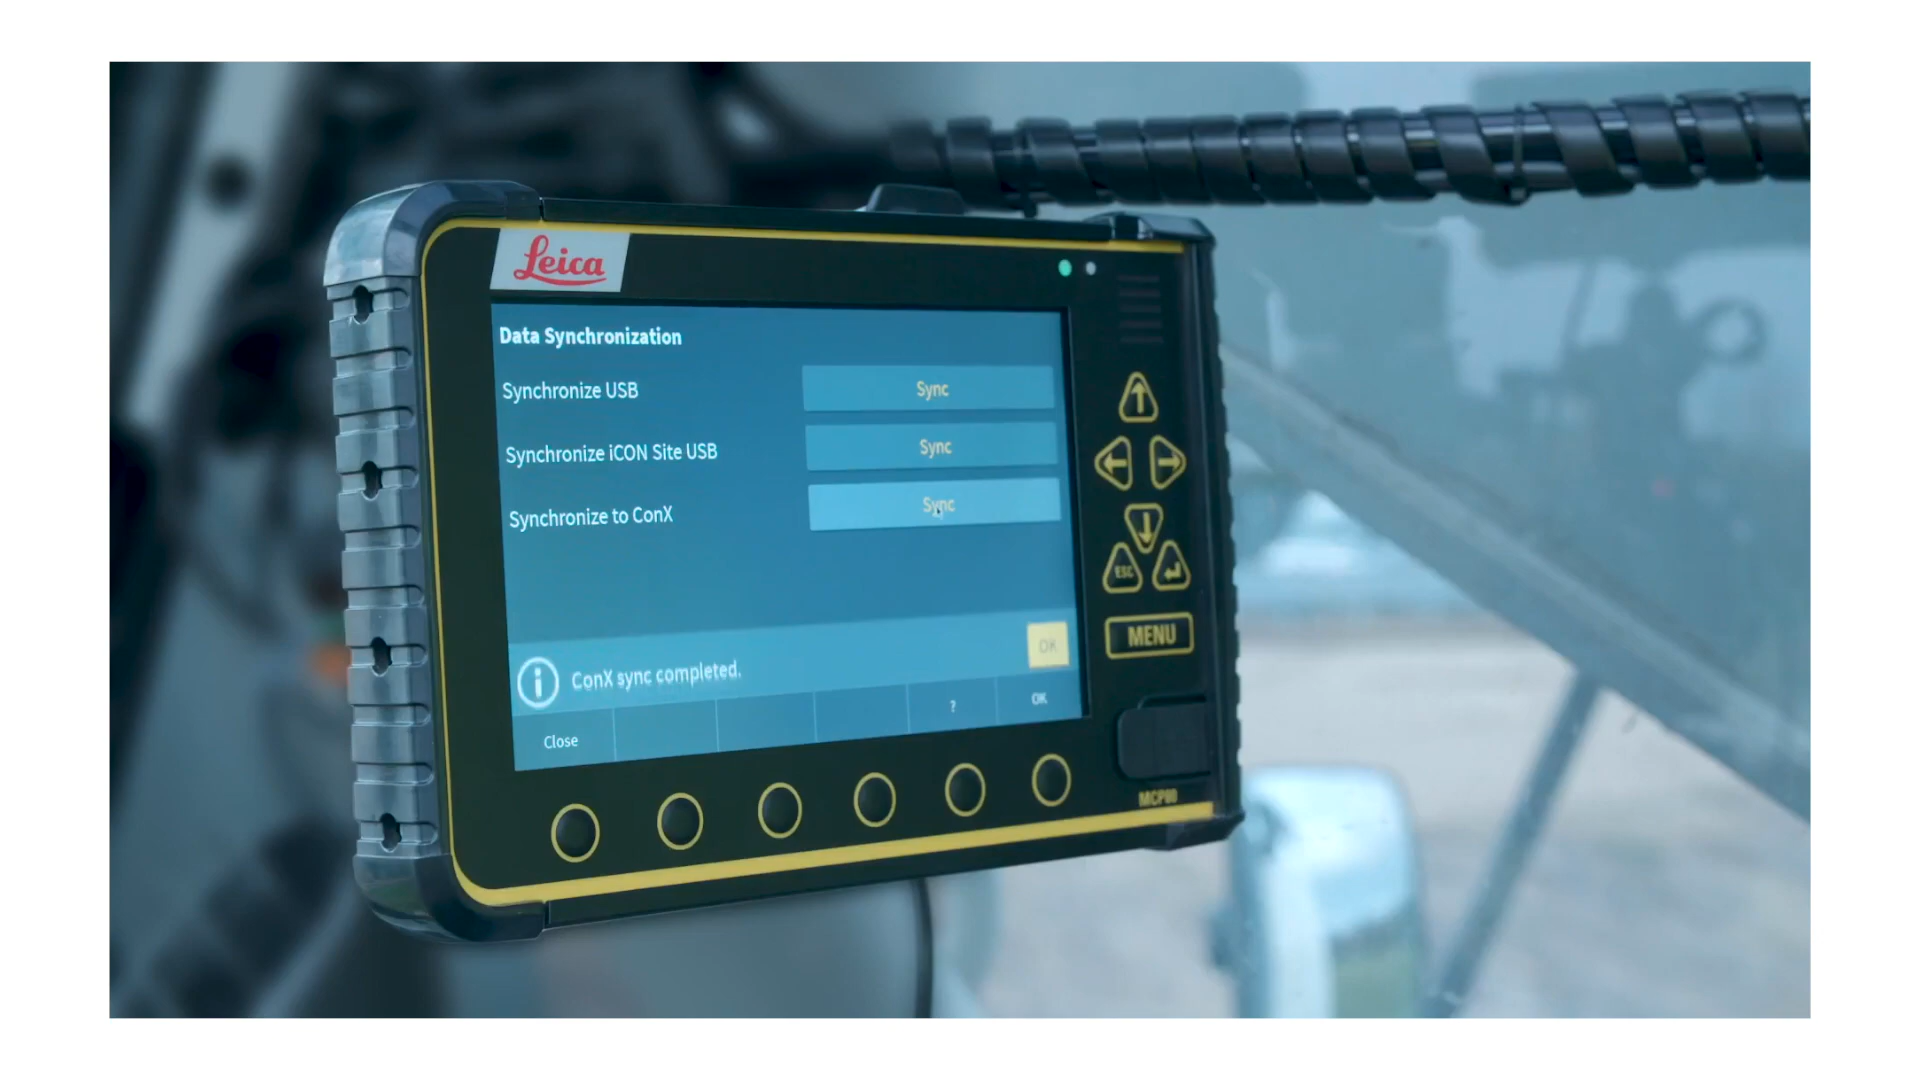 Leica
Data Synchronization
Synchronize USB Sync
Synchronize iCON Site USB Sync
Synchronize to ConX Sync
ConX sync completed. OK
Close ? OK
ESC
MENU
MCP80